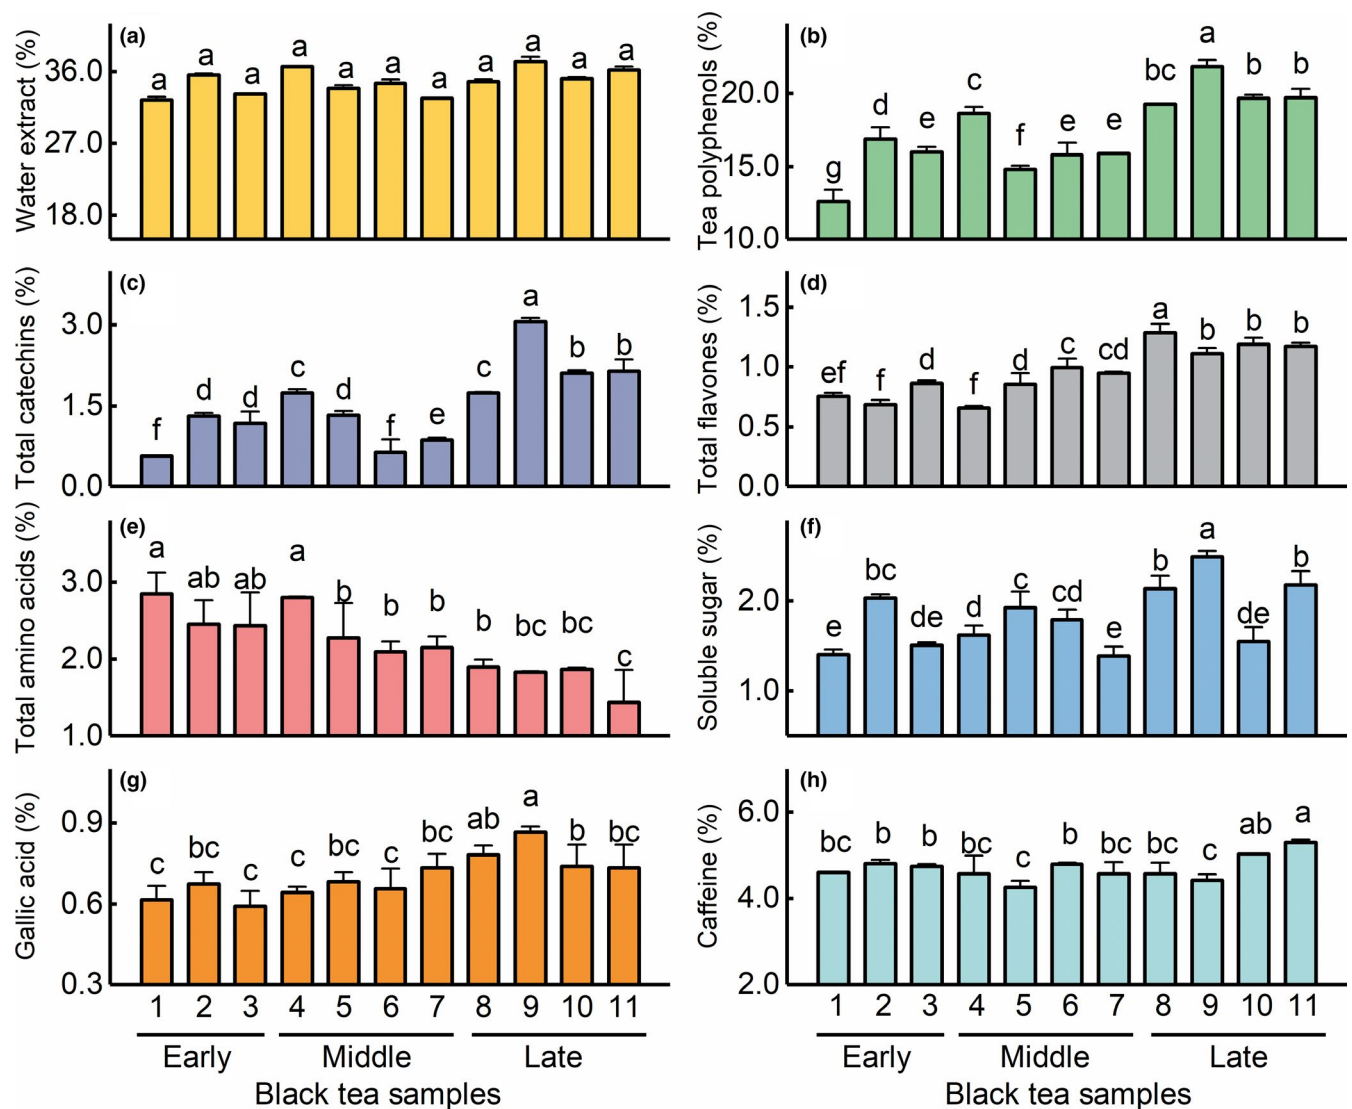 (a)
Water extract (%)
36.0
27.0
18.0
a a a a a a a a a a a
(b)
Tea polyphenols (%)
20.0
15.0
10.0
g d e c f e e bc a b b
(c)
Total catechins (%)
3.0
1.5
0.0
f d d c d f e c a b b
(d)
Total flavones (%)
1.5
1.0
0.5
0.0
ef f d f d c cd a b b b
(e)
Total amino acids (%)
3.0
2.0
1.0
a ab ab a b b b b bc bc c
(f)
Soluble sugar (%)
2.0
1.0
e bc de d c cd e b a de b
(g)
Gallic acid (%)
0.9
0.6
0.3
c bc c c bc c bc ab a b bc
1 2 3 4 5 6 7 8 9 10 11
Early Middle Late
Black tea samples
(h)
Caffeine (%)
6.0
4.0
2.0
bc b b bc c b bc bc c ab a
1 2 3 4 5 6 7 8 9 10 11
Early Middle Late
Black tea samples